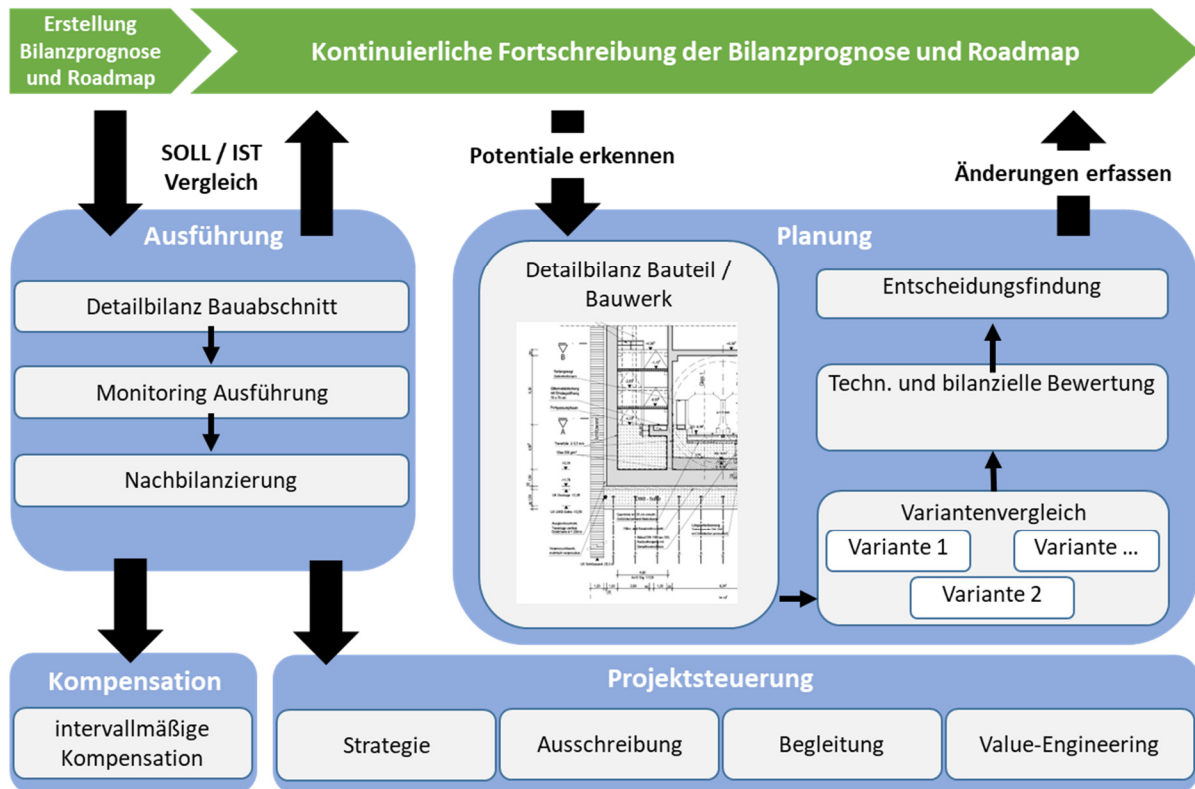 Erstellung
Bilanzprognose
und Roadmap
Kontinuierliche Fortschreibung der Bilanzprognose und Roadmap
SOLL / IST
Vergleich
Potentiale erkennen
Änderungen erfassen
Ausführung
Detailbilanz Bauabschnitt
Monitoring Ausführung
Nachbilanzierung
Planung
Detailbilanz Bauteil /
Bauwerk
B
A
Entscheidungsfindung
Techn. und bilanzielle Bewertung
Variantenvergleich
Variante 1
Variante ...
Variante 2
Kompensation
intervallmäßige
Kompensation
Projektsteuerung
Strategie
Ausschreibung
Begleitung
Value-Engineering